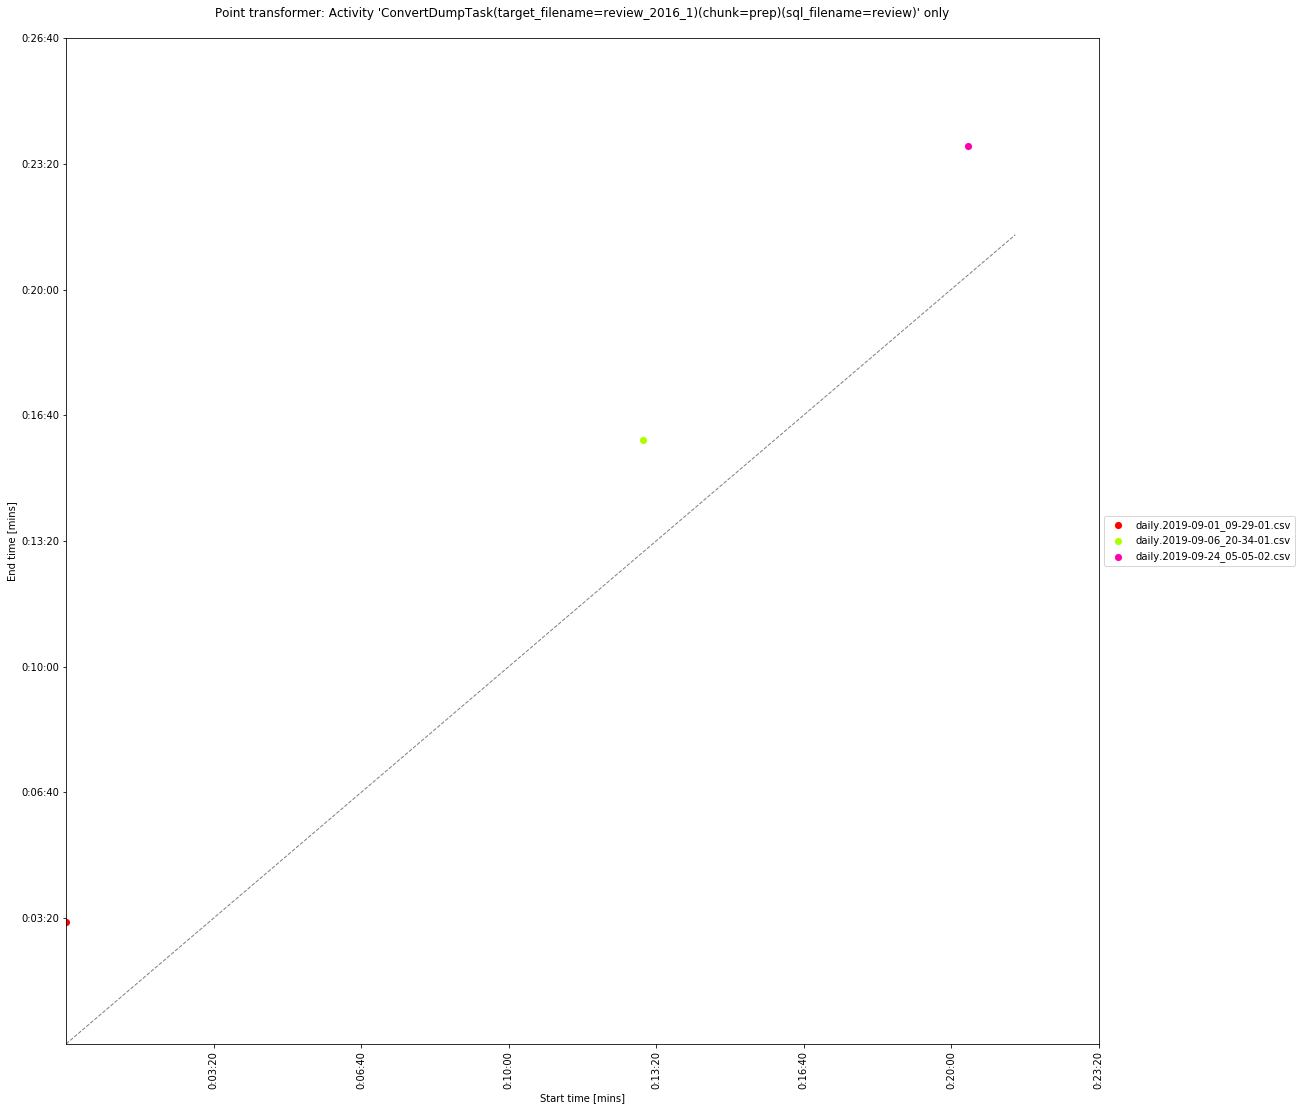 Point transformer: Activity 'ConvertDumpTask(target_filename=review_2016_1)(chunk=prep)(sql_filename=review)' only
0:26:40
0:23:20
0:20:00
0:16:40
0:13:20
0:10:00
0:06:40
0:03:20
End time [mins]
0:03:20
0:06:40
0:10:00
0:13:20
0:16:40
0:20:00
0:23:20
Start time [mins]
daily.2019-09-01_09-29-01.csv
daily.2019-09-06_20-34-01.csv
daily.2019-09-24_05-05-02.csv